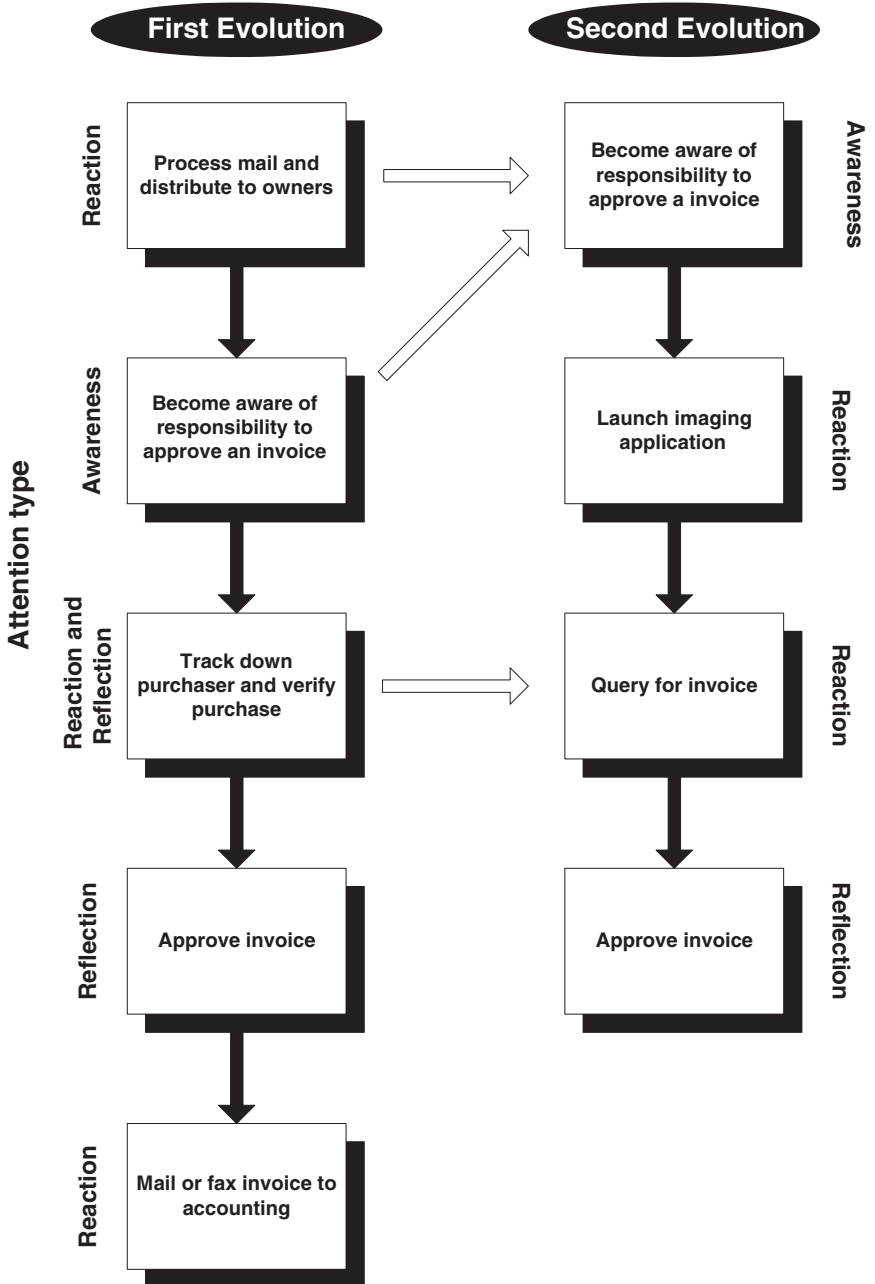 First Evolution
Second Evolution
Attention type
Reaction
Process mail and
distribute to owners
Become aware of
responsibility to
approve a invoice
Awareness
Awareness
Become aware of
responsibility to
approve an invoice
Launch imaging
application
Reaction
Reaction and
Reflection
Track down
purchaser and verify
purchase
Query for invoice
Reaction
Reflection
Approve invoice
Approve invoice
Reflection
Reaction
Mail or fax invoice to
accounting